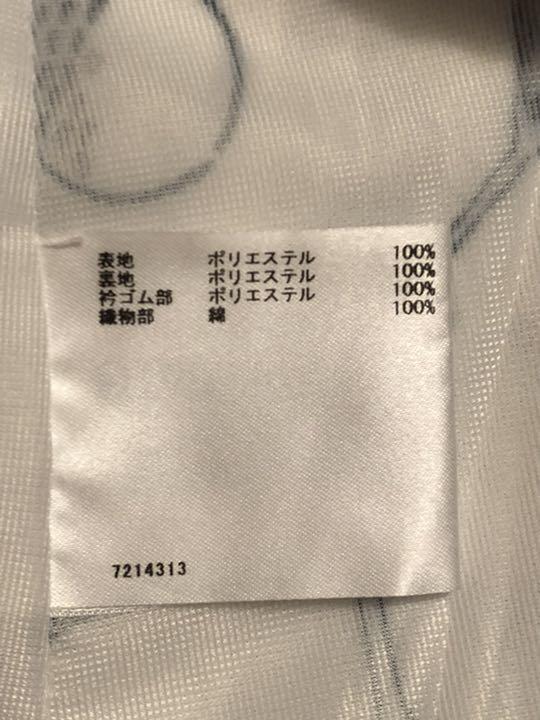 表地 ポリエステル 100%
裏地 ポリエステル 100%
衿ゴム部 ポリエステル 100%
織物部 綿 100%
7214313